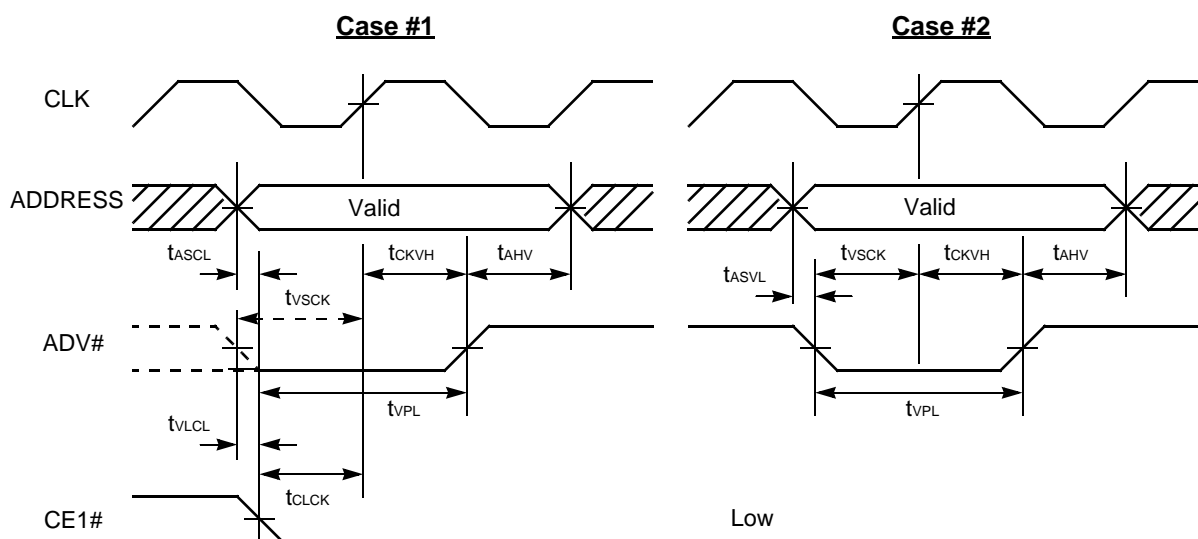 Case #1
Case #2
CLK
ADDRESS
Valid
Valid
tASCL
tCKVH
tAHV
tVSCK
tCKVH
tAHV
tASVL
tVSCK
ADV#
tVPL
tVPL
tVLCL
tCLCK
CE1#
Low